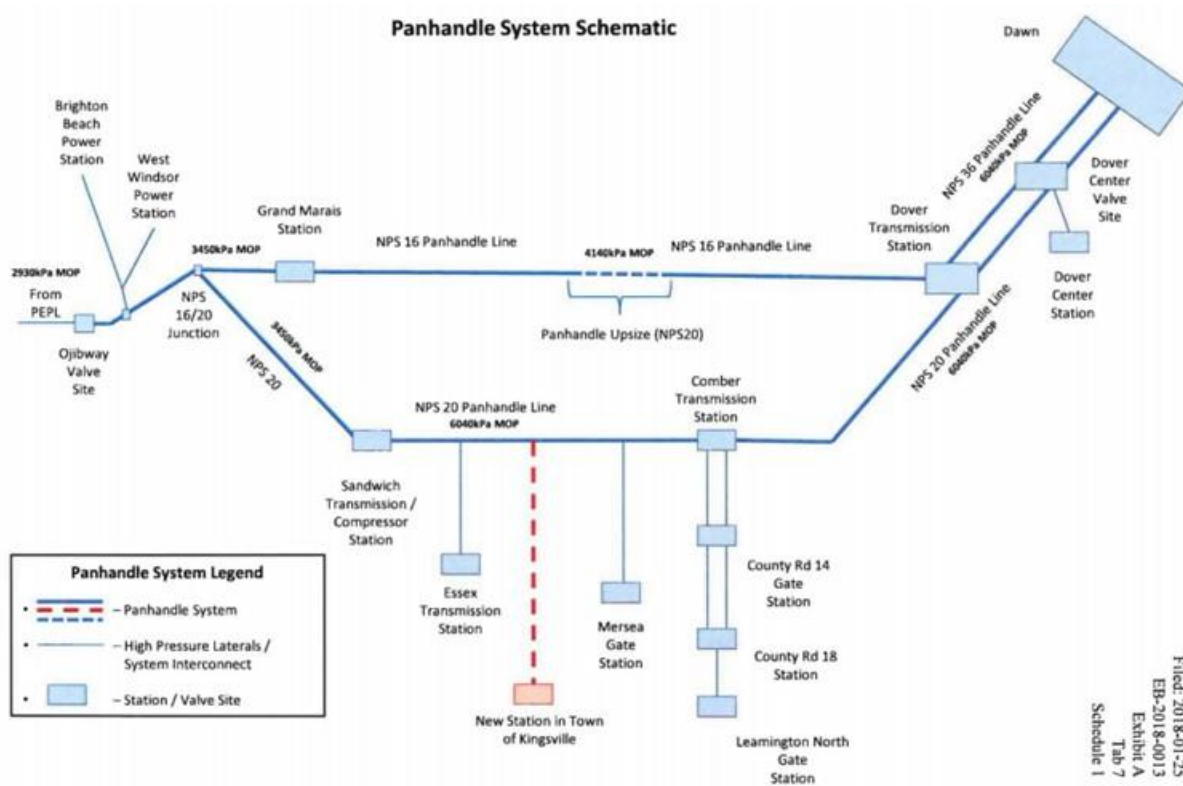 Panhandle System Schematic
Dawn
Brighton
Beach
Power
Station
West
Windsor
Power
Station
NPS 36 Panhandle Line
6040kPa MOP
Dover
Center
Valve
Site
Grand Marais
Station
Dover
Transmission
Station
3450kPa MOP
NPS 16 Panhandle Line
4140kPa MOP
NPS 16 Panhandle Line
2930kPa MOP
From
PEPL
NPS
16/20
Junction
Dover
Center
Station
Panhandle Upsize (NPS20)
Ojibway
Valve
Site
3450kPa MOP
NPS 20
NPS 20 Panhandle Line
6040kPa MOP
Comber
Transmission
Station
NPS 20 Panhandle Line
6040kPa MOP
Sandwich
Transmission /
Compressor
Station
Essex
Transmission
Station
Mersea
Gate
Station
County Rd 14
Gate
Station
County Rd 18
Station
New Station in Town
of Kingsville
Leamington North
Gate
Station
Panhandle System Legend
– Panhandle System
– High Pressure Laterals /
System Interconnect
– Station / Valve Site
Filed: 2018-01-25
EB-2018-0013
Exhibit A
Tab 7
Schedule 1